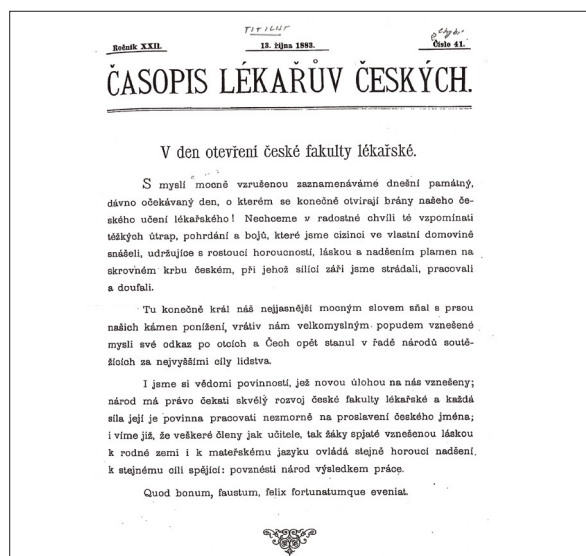 TITILUT
Ročník XXII.
13. října 1883.
Číslo 41.
ČASOPIS LÉKAŘŮV ČESKÝCH.
V den otevření české fakulty lékařské.
S myslí mocně vzrušenou zaznamenáváme dnešní památný,
dávno očekávaný den, o kterém se konečně otvírají brány našeho če-
ského učení lékařského! Nechceme v radostné chvíli té vzpomínati
těžkých útrap, pohrdání a bojů, které jsme cizinci ve vlastní domovině
snášeli, udržujíce s rostoucí horoucností, láskou a nadšením plamen na
skrovném krbu českém, při jehož sílící záři jsme strádali, pracovali
a doufali.
Tu konečně král náš nejjasnější mocným slovem sňal s prsou
našich kámen ponížení, vrátiv nám velkomyslným popudem vznešené
mysli své odkaz po otcích a Čech opět stanul v řadě národů soutě-
žících za nejvyššími cíly lidstva.
I jsme si vědomi povinností, jež novou úlohou na nás vznešeny;
národ má právo čekati skvělý rozvoj české fakulty lékařské a každá
síla její je povinna pracovati nezmorně na proslavení českého jména;
i víme již, že veškeré členy jak učitele, tak žáky spjaté vznešenou láskou
k rodné zemi i k mateřskému jazyku ovládá stejně horoucí nadšení,
k stejnému cíli spějící: povznésti národ výsledkem práce.
Quod bonum, faustum, felix fortunatumque eveniat.